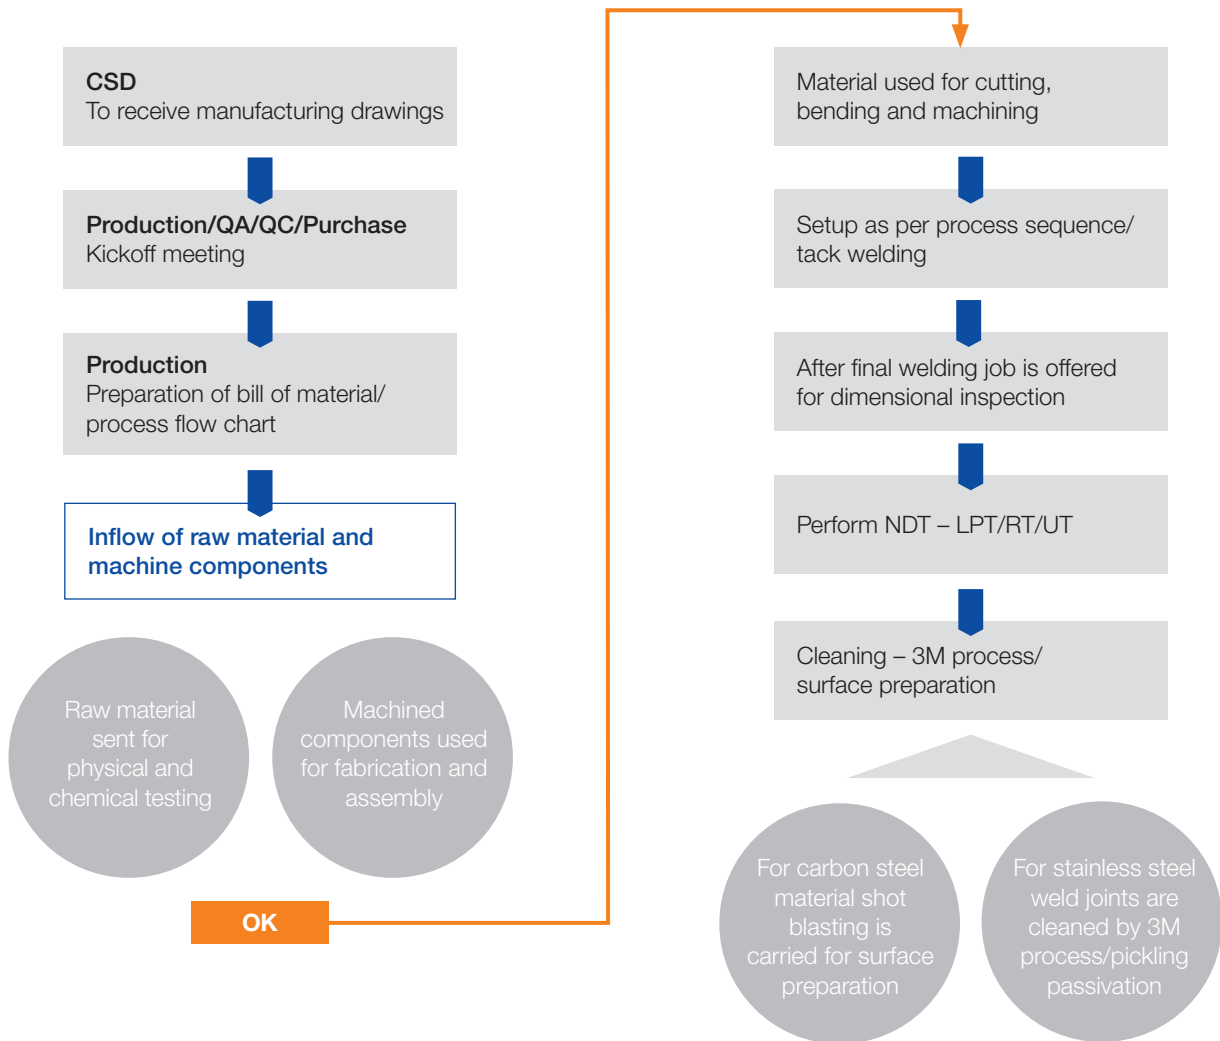 CSD
To receive manufacturing drawings
Production/QA/QC/Purchase
Kickoff meeting
Production
Preparation of bill of material/
process flow chart
Inflow of raw material and
machine components
Raw material
sent for
physical and
chemical testing
Machined
components used
for fabrication and
assembly
OK
Material used for cutting,
bending and machining
Setup as per process sequence/
tack welding
After final welding job is offered
for dimensional inspection
Perform NDT – LPT/RT/UT
Cleaning – 3M process/
surface preparation
For carbon steel
material shot
blasting is
carried for surface
preparation
For stainless steel
weld joints are
cleaned by 3M
process/pickling
passivation